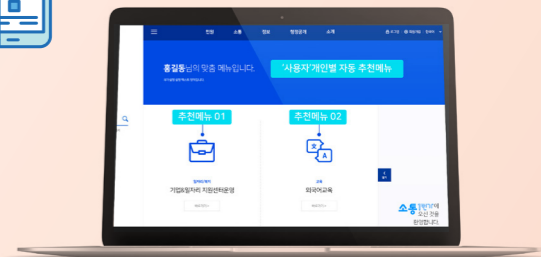 민원 소통 정보 행정공개 소개
홍길동님의 맞춤 메뉴입니다.
'사용자'개인별 자동 추천메뉴
추천메뉴 01
추천메뉴 02
교육
기업&일자리 지원센터운영
외국어교육
소통
오신 것을
환영합니다.